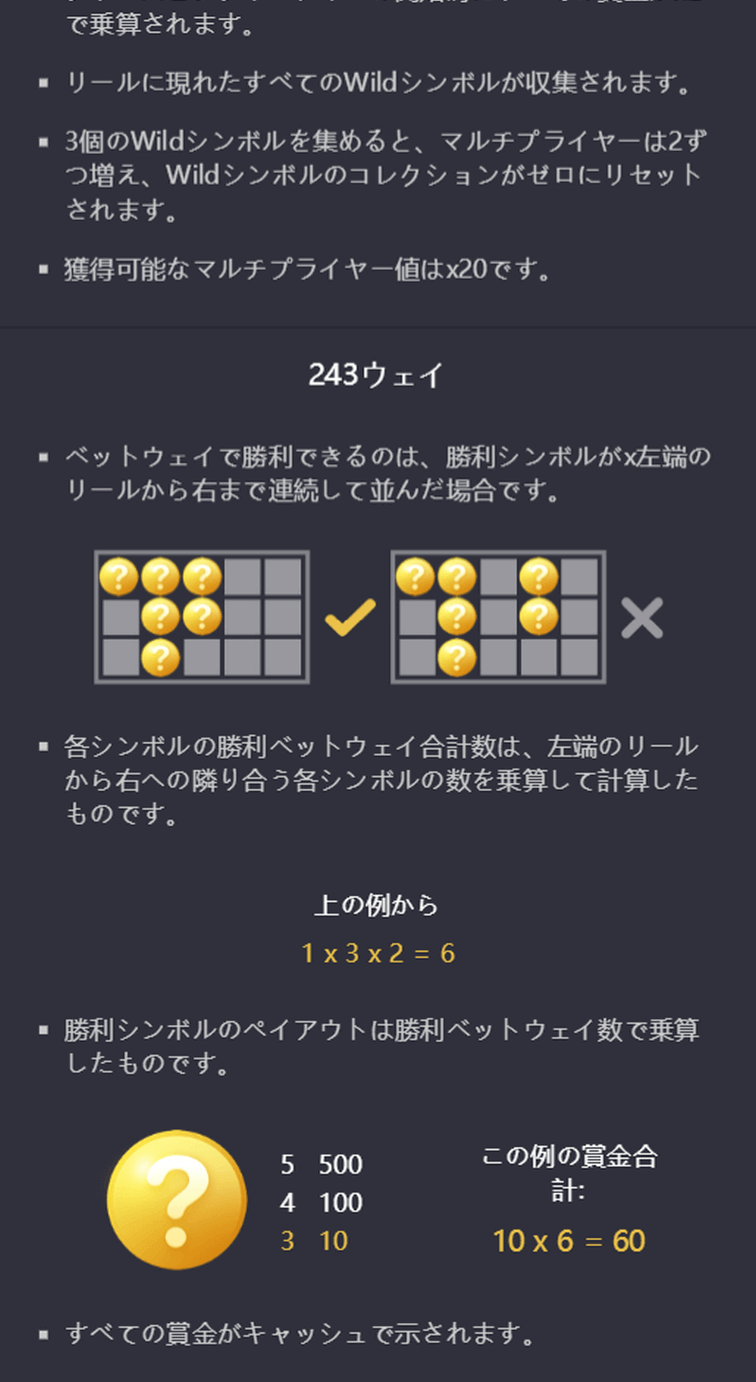 で乗算されます。
リールに現れたすべてのWildシンボルが収集されます。
3個のWildシンボルを集めると、マルチプライヤーは2ず
つ増え、Wildシンボルのコレクションがゼロにリセット
されます。
獲得可能なマルチプライヤー値はx20です。
243ウェイ
ベットウェイで勝利できるのは、勝利シンボルがx左端の
リールから右まで連続して並んだ場合です。
? ? ? ? ?
? ? ? ?
? ?
各シンボルの勝利ベットウェイ合計数は、左端のリール
から右への隣り合う各シンボルの数を乗算して計算した
ものです。
上の例から
1 x 3 x 2 = 6
勝利シンボルのペイアウトは勝利ベットウェイ数で乗算
したものです。
?
5 500
4 100
3 10
この例の賞金合
計:
10 x 6 = 60
すべての賞金がキャッシュで示されます。